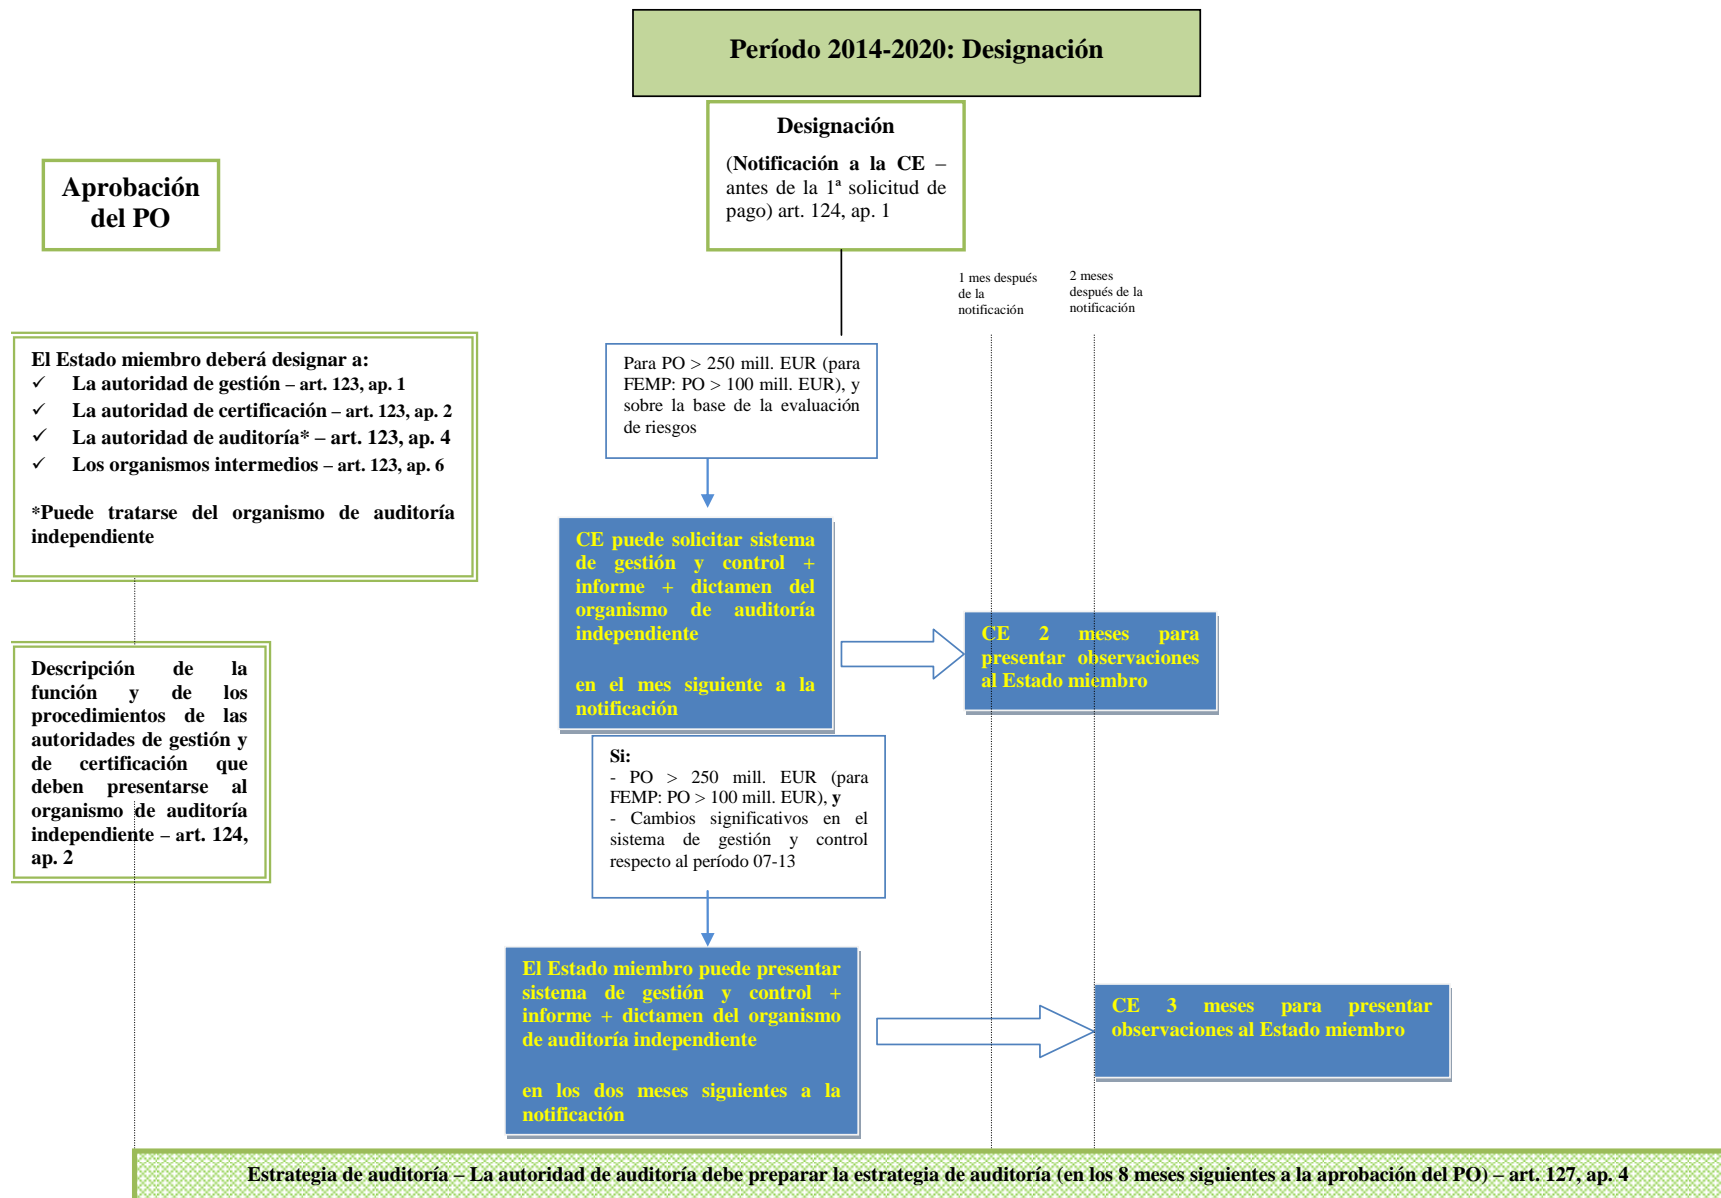 Período 2014-2020: Designación
Designación
(Notificación a la CE –
antes de la 1ª solicitud de
pago) art. 124, ap. 1
Aprobación
del PO
1 mes después
de la
notificación
2 meses
después de la
notificación
El Estado miembro deberá designar a:
✓ La autoridad de gestión – art. 123, ap. 1
✓ La autoridad de certificación – art. 123, ap. 2
✓ La autoridad de auditoría* – art. 123, ap. 4
✓ Los organismos intermedios – art. 123, ap. 6
*Puede tratarse del organismo de auditoría
independiente
Para PO > 250 mill. EUR (para
FEMP: PO > 100 mill. EUR), y
sobre la base de la evaluación
de riesgos
CE puede solicitar sistema
de gestión y control +
informe + dictamen del
organismo de auditoría
independiente
en el mes siguiente a la
notificación
CE 2 meses para
presentar observaciones
al Estado miembro
Descripción de la
función y de los
procedimientos de las
autoridades de gestión y
de certificación que
deben presentarse al
organismo de auditoría
independiente – art. 124,
ap. 2
Si:
- PO > 250 mill. EUR (para
FEMP: PO > 100 mill. EUR), y
- Cambios significativos en el
sistema de gestión y control
respecto al período 07-13
El Estado miembro puede presentar
sistema de gestión y control +
informe + dictamen del organismo
de auditoría independiente
en los dos meses siguientes a la
notificación
CE 3 meses para presentar
observaciones al Estado miembro
Estrategia de auditoría – La autoridad de auditoría debe preparar la estrategia de auditoría (en los 8 meses siguientes a la aprobación del PO) – art. 127, ap. 4